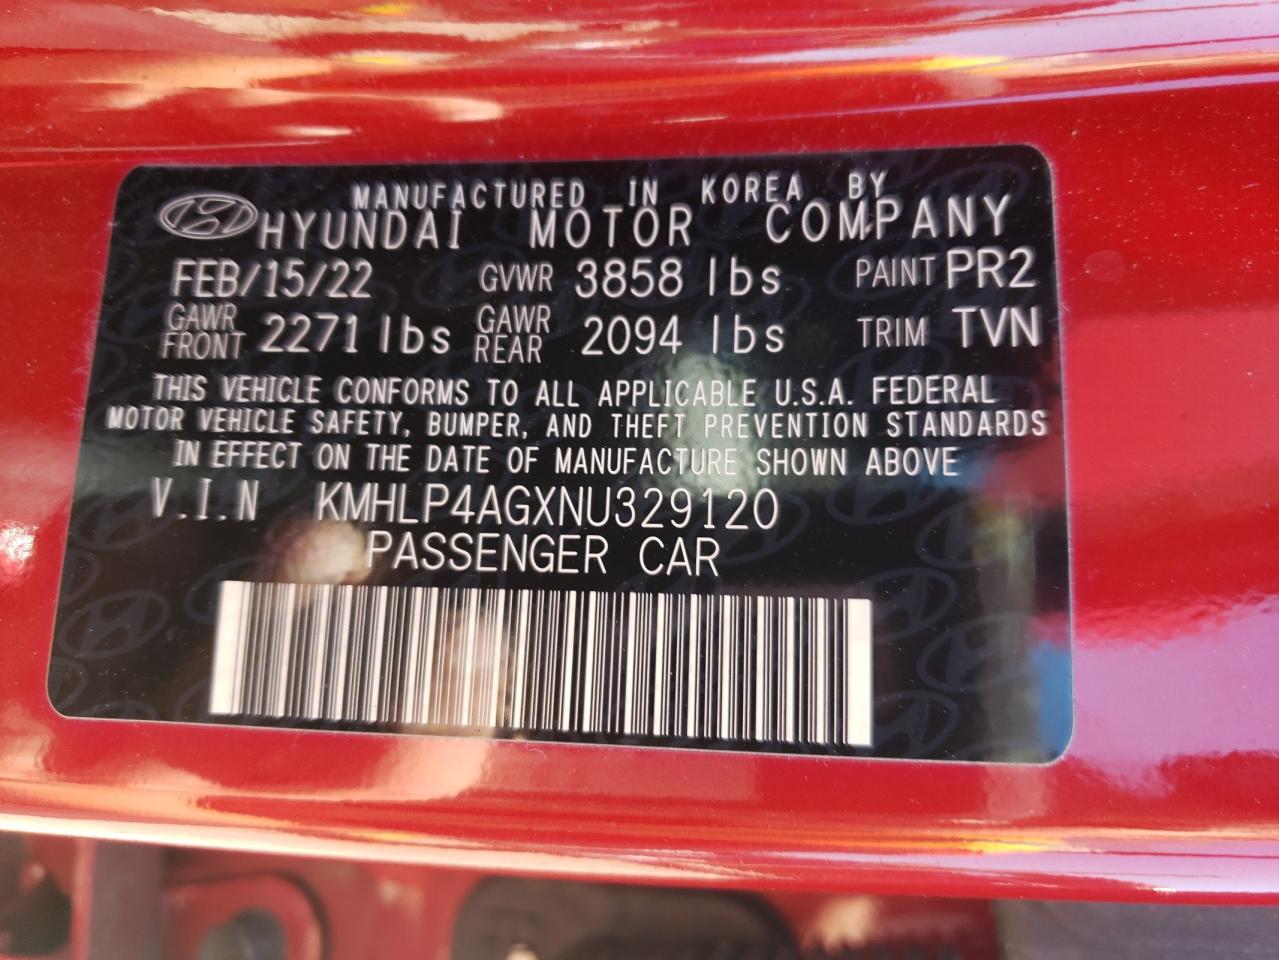 MANUFACTURED IN KOREA BY
HYUNDAI MOTOR COMPANY
FEB/15/22 GVWR 3858 lbs PAINT PR2
GAWR FRONT 2271 lbs GAWR REAR 2094 lbs TRIM TVN
THIS VEHICLE CONFORMS TO ALL APPLICABLE U.S.A. FEDERAL
MOTOR VEHICLE SAFETY, BUMPER, AND THEFT PREVENTION STANDARDS
IN EFFECT ON THE DATE OF MANUFACTURE SHOWN ABOVE
V.I.N KMHLP4AGXNU329120
PASSENGER CAR